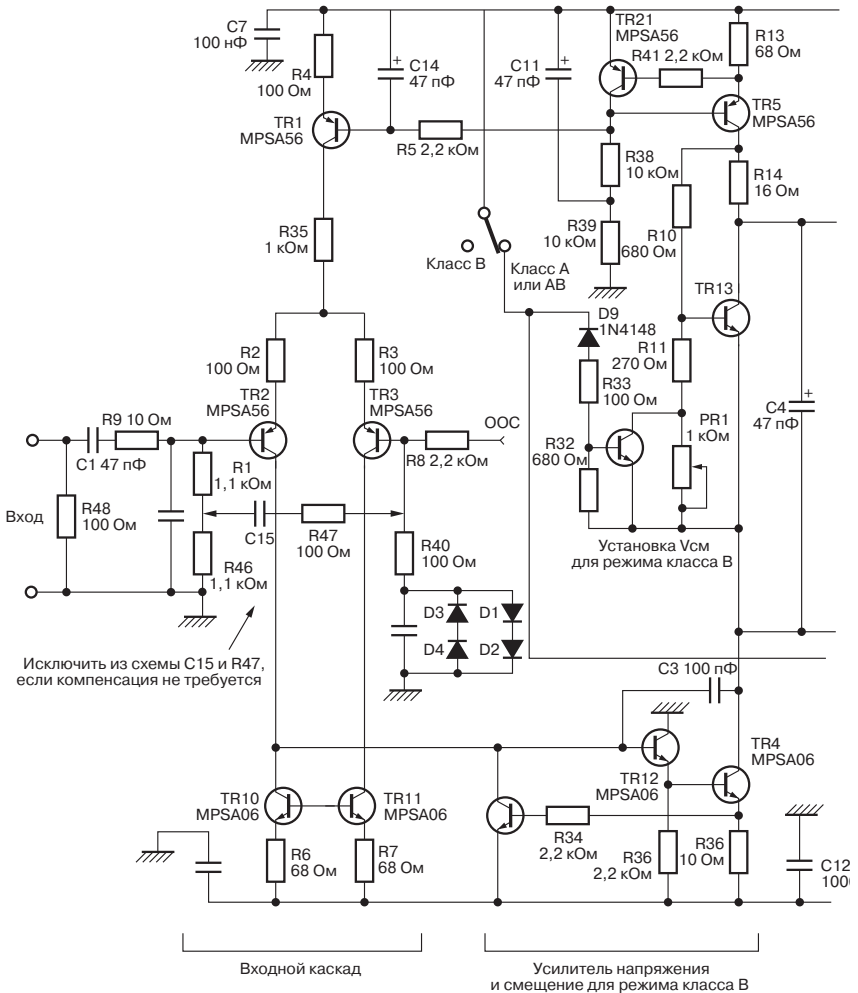 C7
100 нФ
R4
100 Ом
C14
47 пФ
C11
47 пФ
TR21
MPSA56
R41 2,2 кОм
R13
68 Ом
TR1
MPSA56
R5 2,2 кОм
TR5
MPSA56
R38
10 кОм
R14
16 Ом
R35
1 кОм
R39
10 кОм
R10
680 Ом
Класс В
Класс А
или АВ
TR13
D9
1N4148
R2
100 Ом
R3
100 Ом
R11
270 Ом
R33
100 Ом
TR2
MPSA56
TR3
MPSA56
ООС
C4
47 пФ
PR1
1 кОм
R9 10 Ом
C1 47 пФ
R8 2,2 кОм
R32
680 Ом
R1
1,1 кОм
Вход
R48
100 Ом
C15
R47
100 Ом
R40
100 Ом
R46
1,1 кОм
Установка Vсм
для режима класса В
D3
D1
D4
D2
Исключить из схемы C15 и R47,
если компенсация не требуется
C3 100 пФ
TR4
MPSA06
TR12
MPSA06
TR10
MPSA06
TR11
MPSA06
R34
2,2 кОм
R6
68 Ом
R7
68 Ом
R36
2,2 кОм
R36
10 Ом
C12
Входной каскад
Усилитель напряжения
и смещение для режима класса В